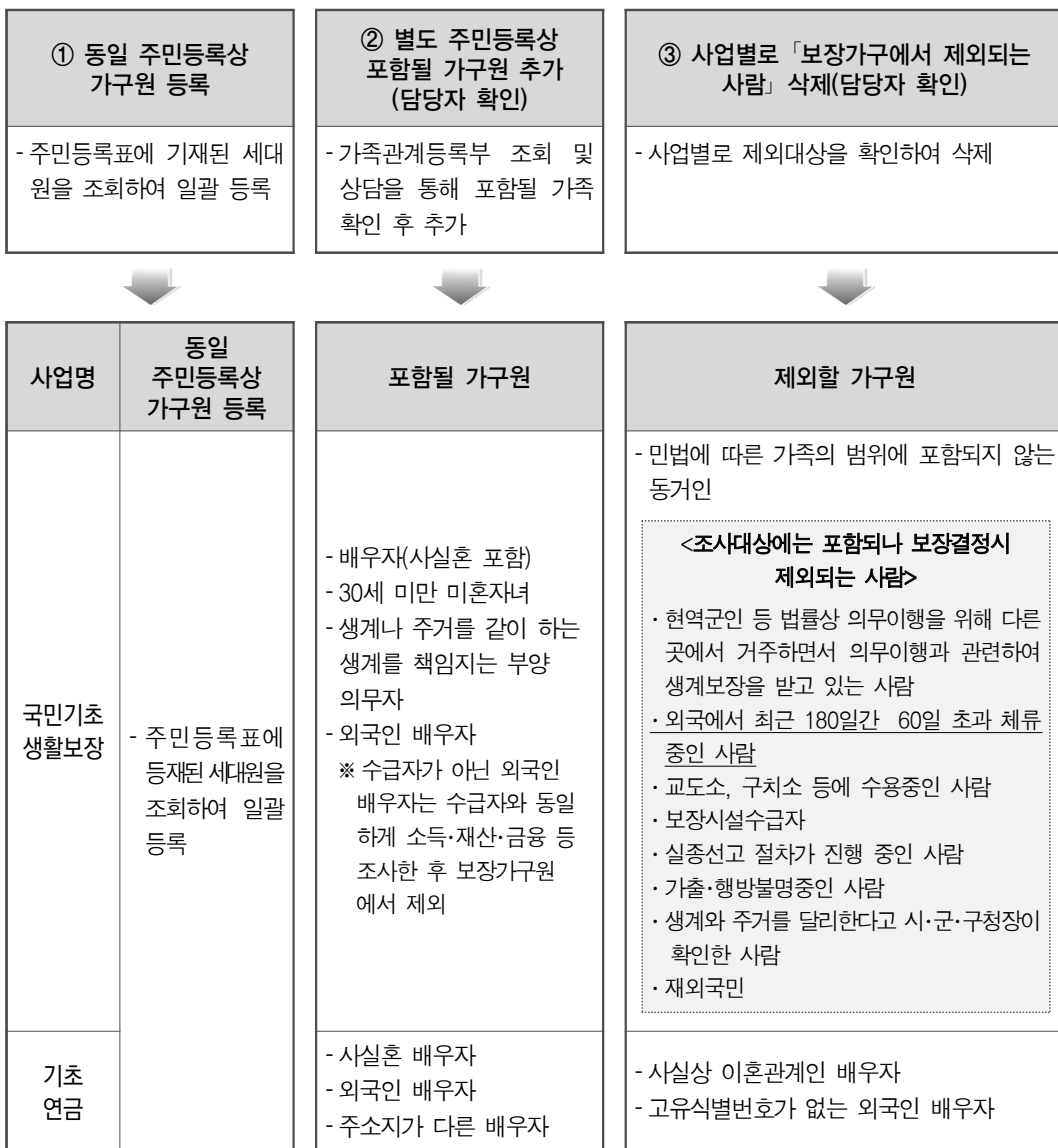 ① 동일 주민등록상
가구원 등록
- 주민등록표에 기재된 세대
원을 조회하여 일괄 등록
② 별도 주민등록상
포함될 가구원 추가
(담당자 확인)
- 가족관계등록부 조회 및
상담을 통해 포함될 가족
확인 후 추가
③ 사업별로「보장가구에서 제외되는
사람」삭제(담당자 확인)
- 사업별로 제외대상을 확인하여 삭제
사업명
동일
주민등록상
가구원 등록
포함될 가구원
제외할 가구원
국민기초
생활보장
- 주민등록표에
등재된 세대원을
조회하여 일괄
등록
- 배우자(사실혼 포함)
- 30세 미만 미혼자녀
- 생계나 주거를 같이 하는
생계를 책임지는 부양
의무자
- 외국인 배우자
※ 수급자가 아닌 외국인
배우자는 수급자와 동일
하게 소득·재산·금융 등
조사한 후 보장가구원
에서 제외
- 민법에 따른 가족의 범위에 포함되지 않는
동거인
<조사대상에는 포함되나 보장결정시
제외되는 사람>
· 현역군인 등 법률상 의무이행을 위해 다른
곳에서 거주하면서 의무이행과 관련하여
생계보장을 받고 있는 사람
· 외국에서 최근 180일간 60일 초과 체류
중인 사람
· 교도소, 구치소 등에 수용중인 사람
· 보장시설수급자
· 실종선고 절차가 진행 중인 사람
· 가출·행방불명중인 사람
· 생계와 주거를 달리한다고 시·군·구청장이
확인한 사람
· 재외국민
기초
연금
- 사실혼 배우자
- 외국인 배우자
- 주소지가 다른 배우자
- 사실상 이혼관계인 배우자
- 고유식별번호가 없는 외국인 배우자